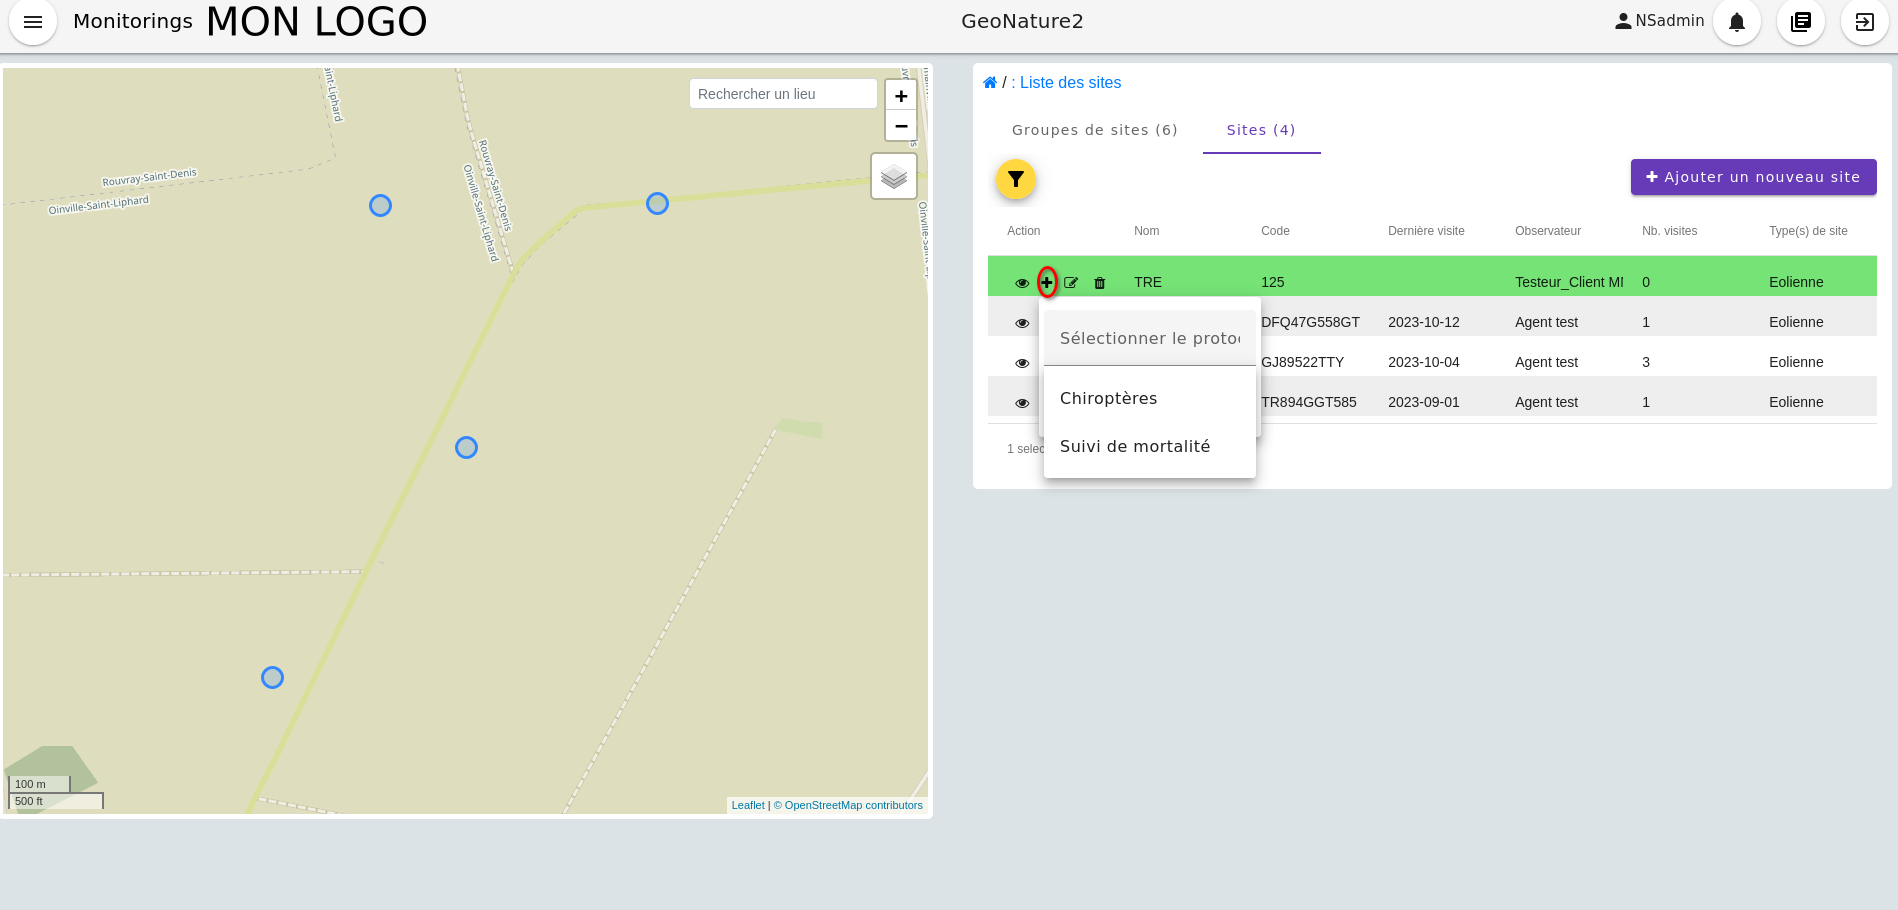 Monitorings MON LOGO
GeoNature2
NSadmin
Rechercher un lieu
+
−
aint-Liphard
Rouvray-Saint-Denis
Oinville-Saint-Liphard
Rouvray-Saint-Denis
Oinville-Saint-Liphard
100 m
500 ft
Leaflet | © OpenStreetMap contributors
/ : Liste des sites
Groupes de sites (6)
Sites (4)
Ajouter un nouveau site
Action Nom Code Dernière visite Observateur Nb. visites Type(s) de site
TRE 125 Testeur_Client MI 0 Eolienne
DFQ47G558GT 2023-10-12 Agent test 1 Eolienne
GJ89522TTY 2023-10-04 Agent test 3 Eolienne
TR894GGT585 2023-09-01 Agent test 1 Eolienne
1 selec
Sélectionner le proto
Chiroptères
Suivi de mortalité